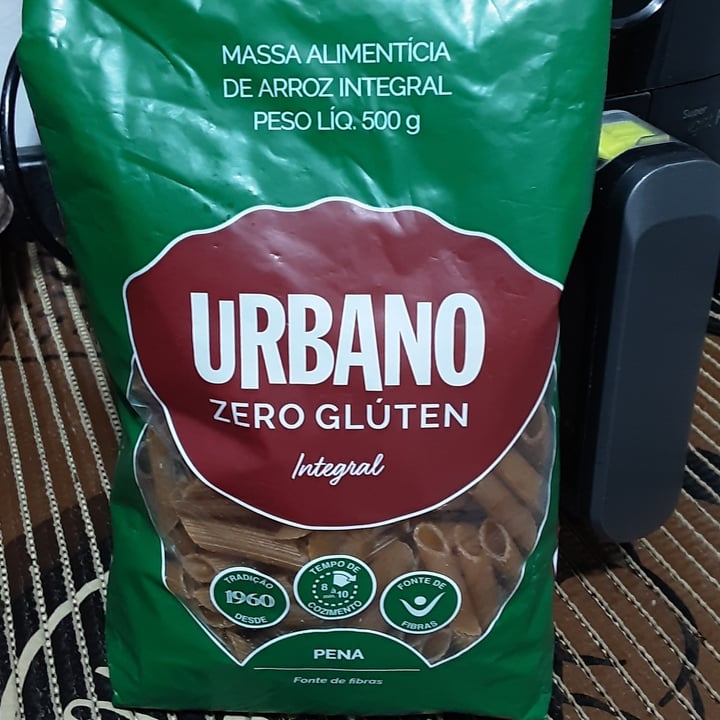 MASSA ALIMENTÍCIA
DE ARROZ INTEGRAL
PESO LÍQ. 500 g
URBANO
ZERO GLÚTEN
Integral
TRADIÇÃO
1960
DESDE
TEMPO DE
8 a 10
min.
COZIMENTO
FONTE DE
FIBRAS
PENA
Fonte de fibras